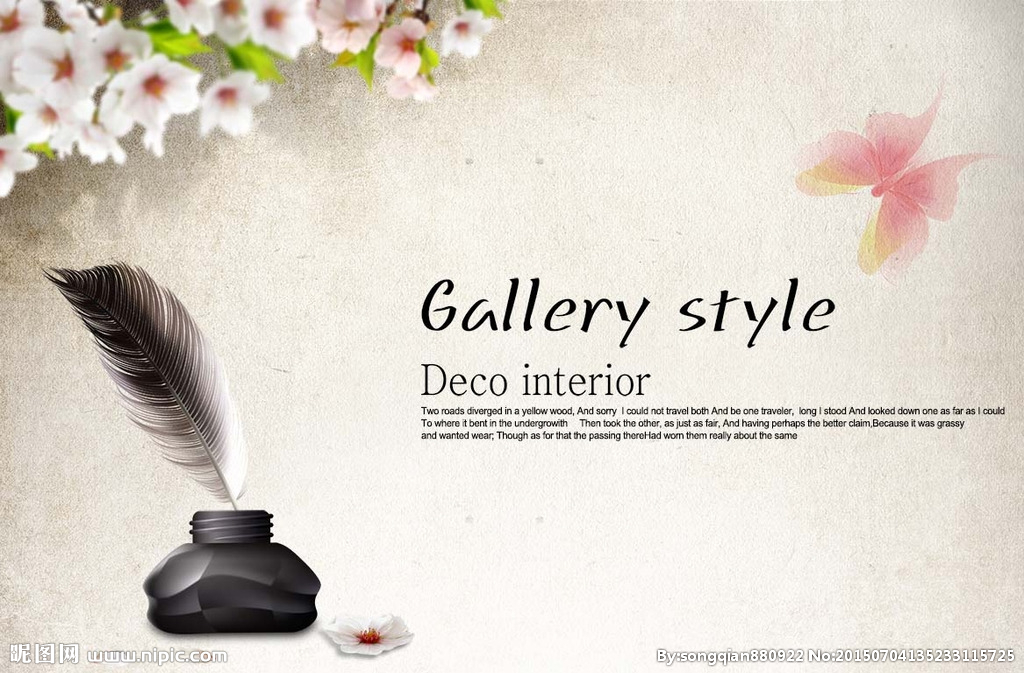 Gallery style
Deco interior
Two roads diverged in a yellow wood, And sorry I could not travel both And be one traveler, long I stood And looked down one as far as I could
To where it bent in the undergrowth Then took the other, as just as fair, And having perhaps the better claim,Because it was grassy
and wanted wear; Though as for that the passing thereHad worn them really about the same
昵图网 www.nipic.com
By:songqian880922 No:20150704135233115725